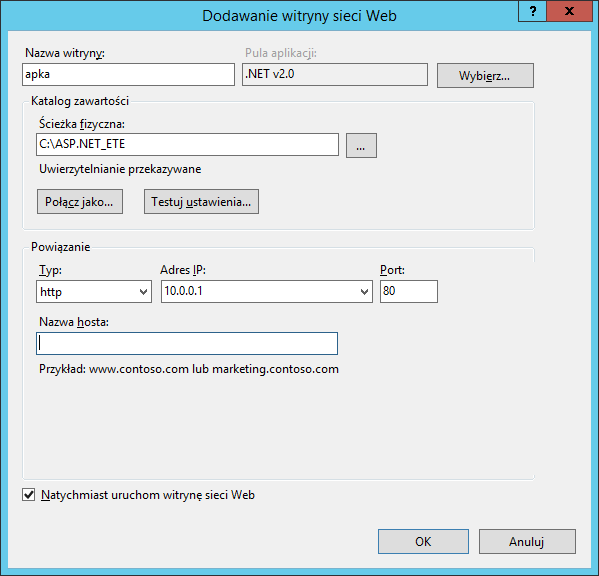 Dodawanie witryny sieci Web
? x
Nazwa witryny: Pula aplikacji:
apka .NET v2.0 Wybierz...
Katalog zawartości
Ścieżka fizyczna:
C:\ASP.NET_ETE ...
Uwierzytelnianie przekazywane
Połącz jako... Testuj ustawienia...
Powiązanie
Typ: Adres IP: Port:
http 10.0.0.1 80
Nazwa hosta:
Przykład: www.contoso.com lub marketing.contoso.com
Natychmiast uruchom witrynę sieci Web
OK Anuluj